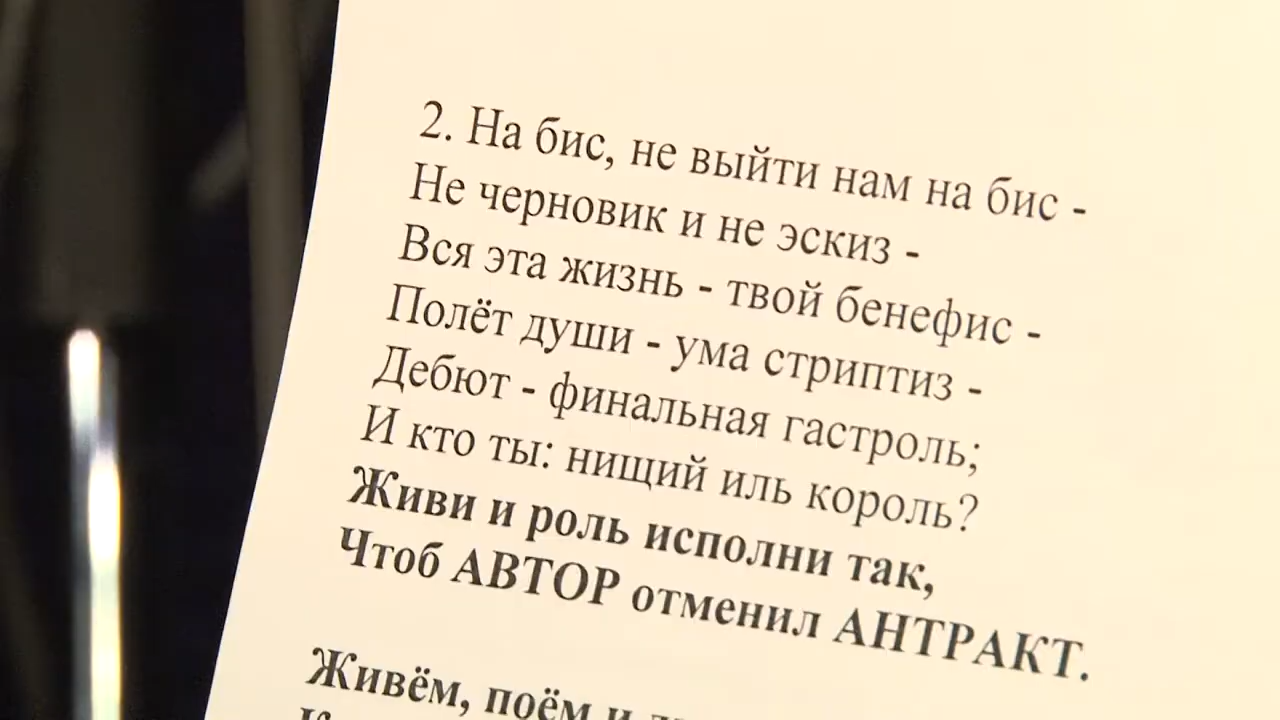 2. На бис, не выйти нам на бис -
Не черновик и не эскиз -
Вся эта жизнь - твой бенефис -
Полёт души - ума стриптиз -
Дебют - финальная гастроль;
И кто ты: нищий иль король?
Живи и роль исполни так,
Чтоб АВТОР отменил АНТРАКТ.
Живём, поём и